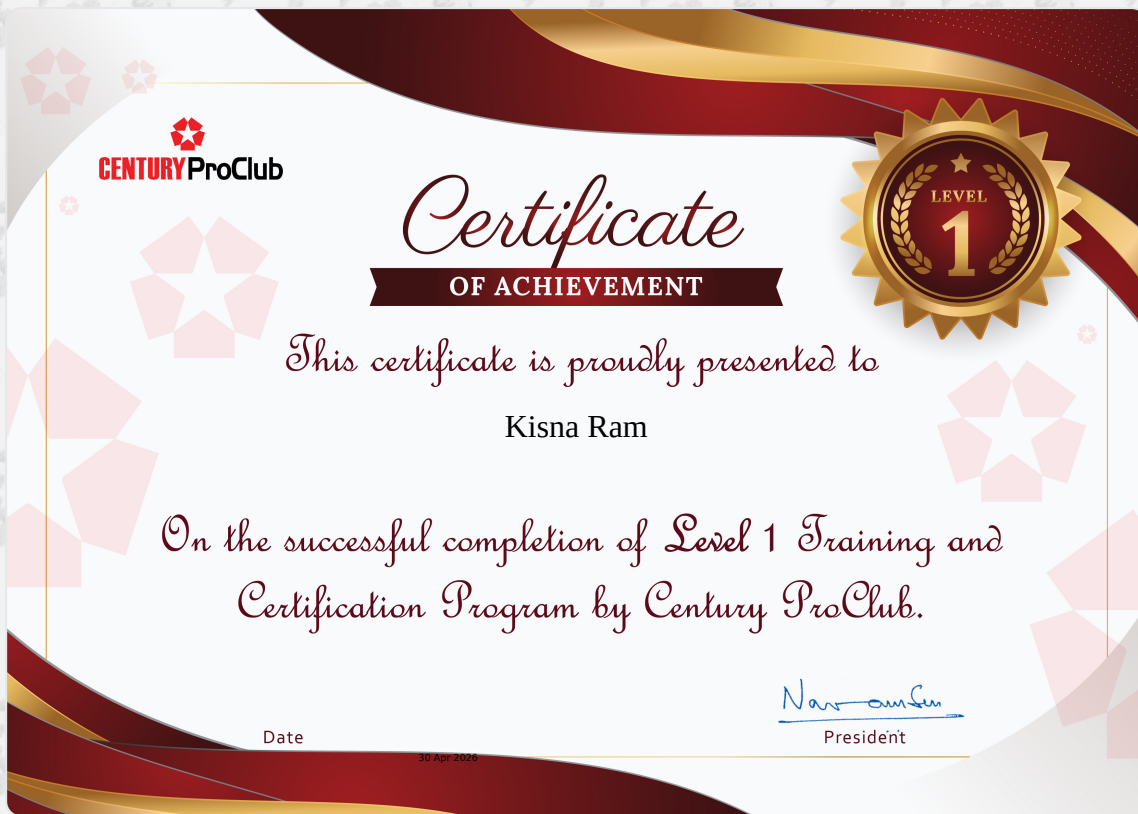 CENTURY ProClub
LEVEL
1
Certificate
OF ACHIEVEMENT
This certificate is proudly presented to
Kisna Ram
On the successful completion of Level 1 Training and
Certification Program by Century ProClub.
Date
President
30 Apr 2026